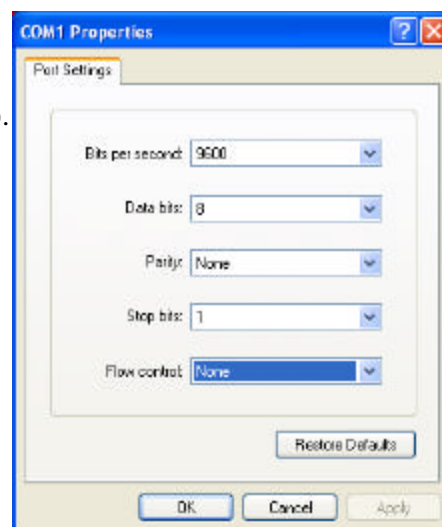 COM1 Properties
Port Settings
Bits per second: 9600
Data bits: 8
Parity: None
Stop bits: 1
Flow control: None
Restore Defaults
OK Cancel Apply